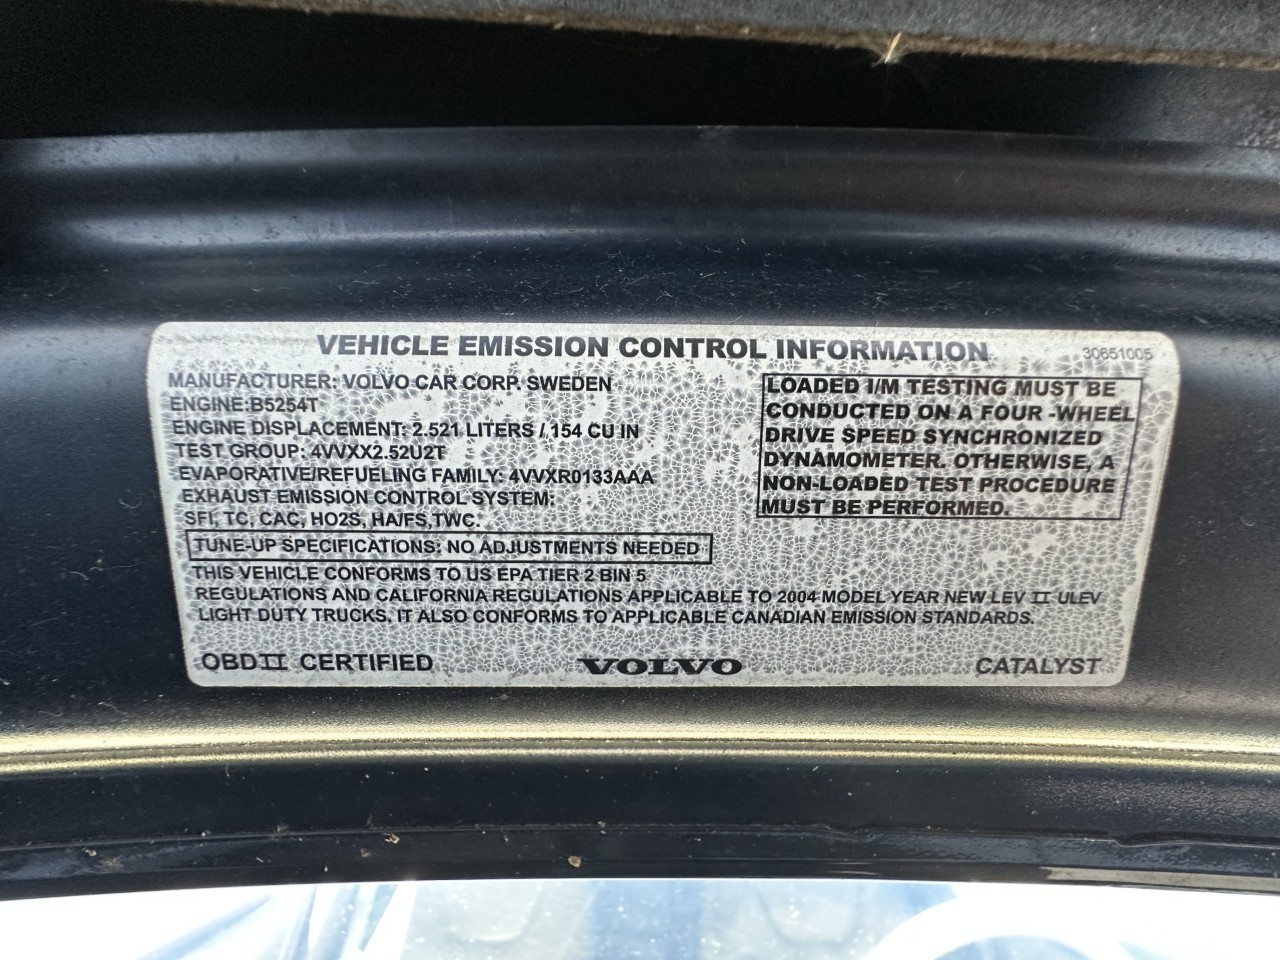 VEHICLE EMISSION CONTROL INFORMATION
30651005
MANUFACTURER: VOLVO CAR CORP. SWEDEN
ENGINE:B5254T
ENGINE DISPLACEMENT: 2.521 LITERS / 154 CU IN
TEST GROUP: 4VVXX2.52U2T
EVAPORATIVE/REFUELING FAMILY: 4VVXR0133AAA
EXHAUST EMISSION CONTROL SYSTEM:
SFI, TC, CAC, HO2S, HA/FS,TWC.
LOADED I/M TESTING MUST BE
CONDUCTED ON A FOUR -WHEEL
DRIVE SPEED SYNCHRONIZED
DYNAMOMETER. OTHERWISE, A
NON-LOADED TEST PROCEDURE
MUST BE PERFORMED.
TUNE-UP SPECIFICATIONS: NO ADJUSTMENTS NEEDED
THIS VEHICLE CONFORMS TO US EPA TIER 2 BIN 5
REGULATIONS AND CALIFORNIA REGULATIONS APPLICABLE TO 2004 MODEL YEAR NEW LEV II ULEV
LIGHT DUTY TRUCKS. IT ALSO CONFORMS TO APPLICABLE CANADIAN EMISSION STANDARDS.
OBD II CERTIFIED
VOLVO
CATALYST